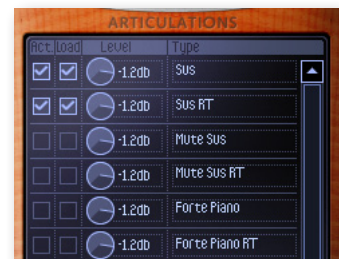 ARTICULATIONS
Act. Load Level Type
-1.2db Sus
-1.2db Sus RT
-1.2db Mute Sus
-1.2db Mute Sus RT
-1.2db Forte Piano
-1.2db Forte Piano RT